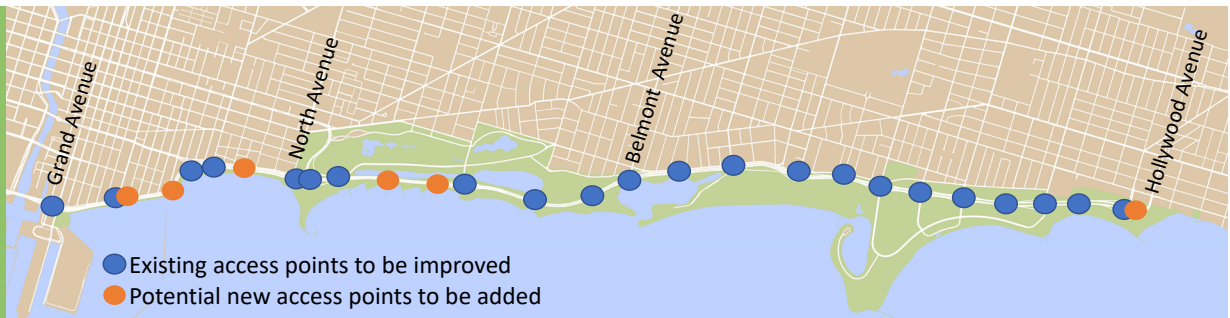 Grand Avenue
North Avenue
Belmont Avenue
Hollywood Avenue
Existing access points to be improved
Potential new access points to be added